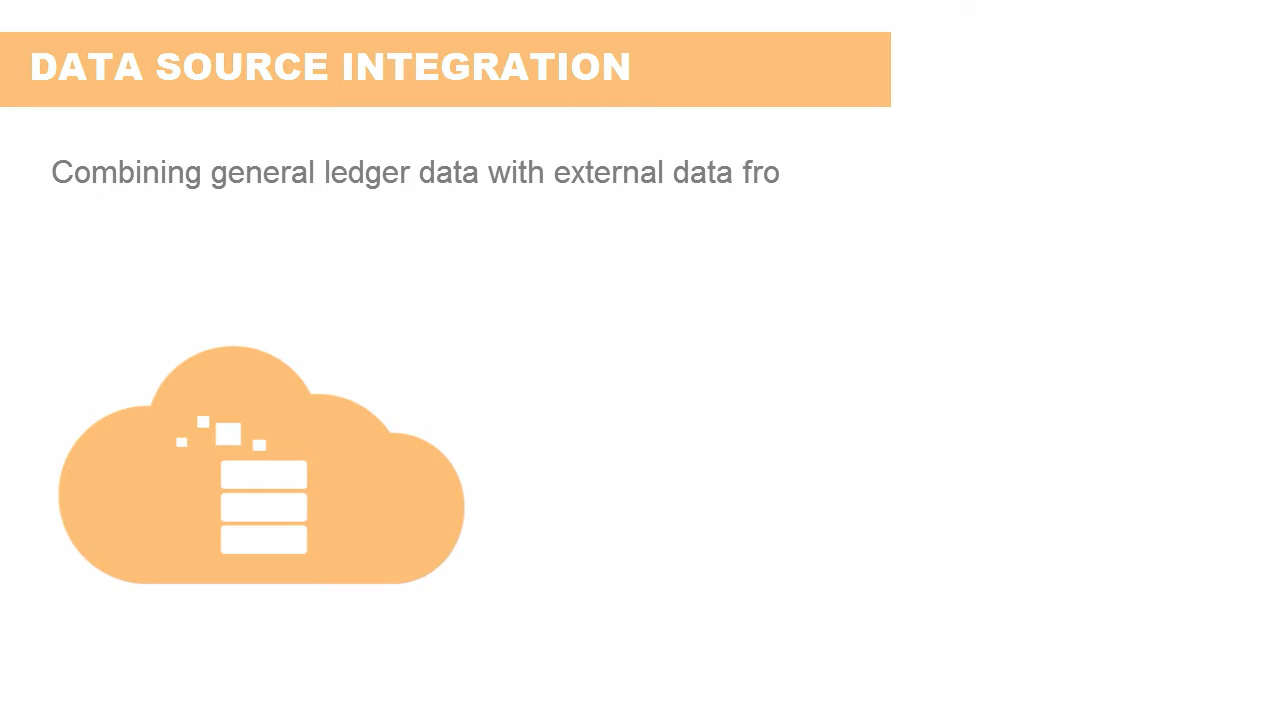 DATA SOURCE INTEGRATION
Combining general ledger data with external data fro